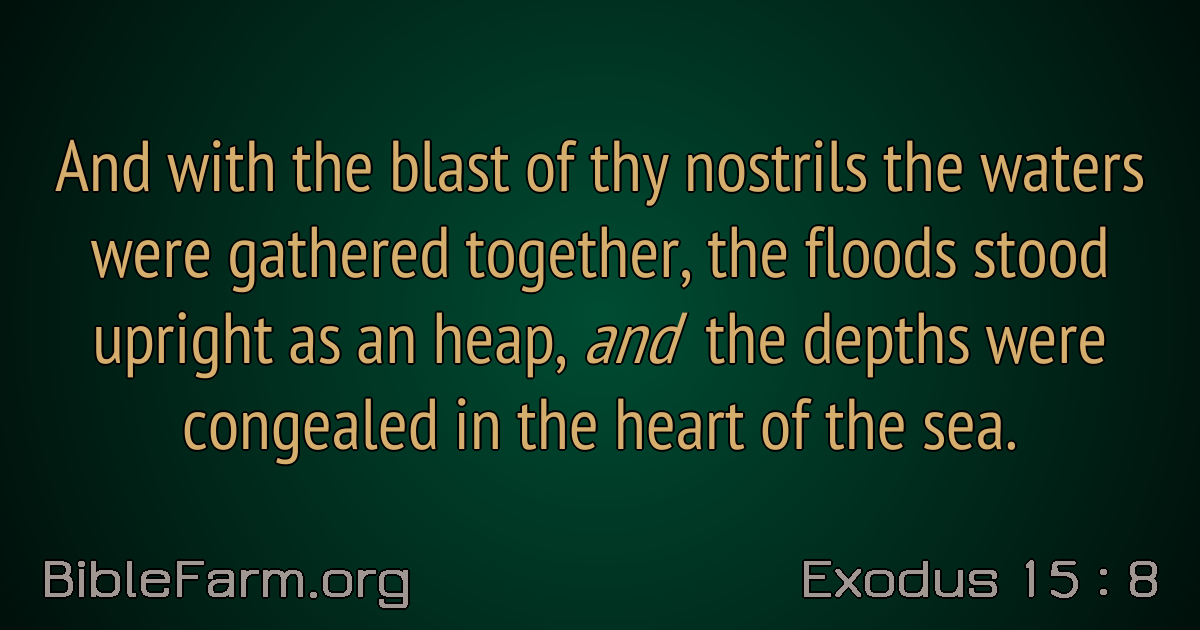 And with the blast of thy nostrils the waters
were gathered together, the floods stood
upright as an heap, and the depths were
congealed in the heart of the sea.
BibleFarm.org
Exodus 15 : 8